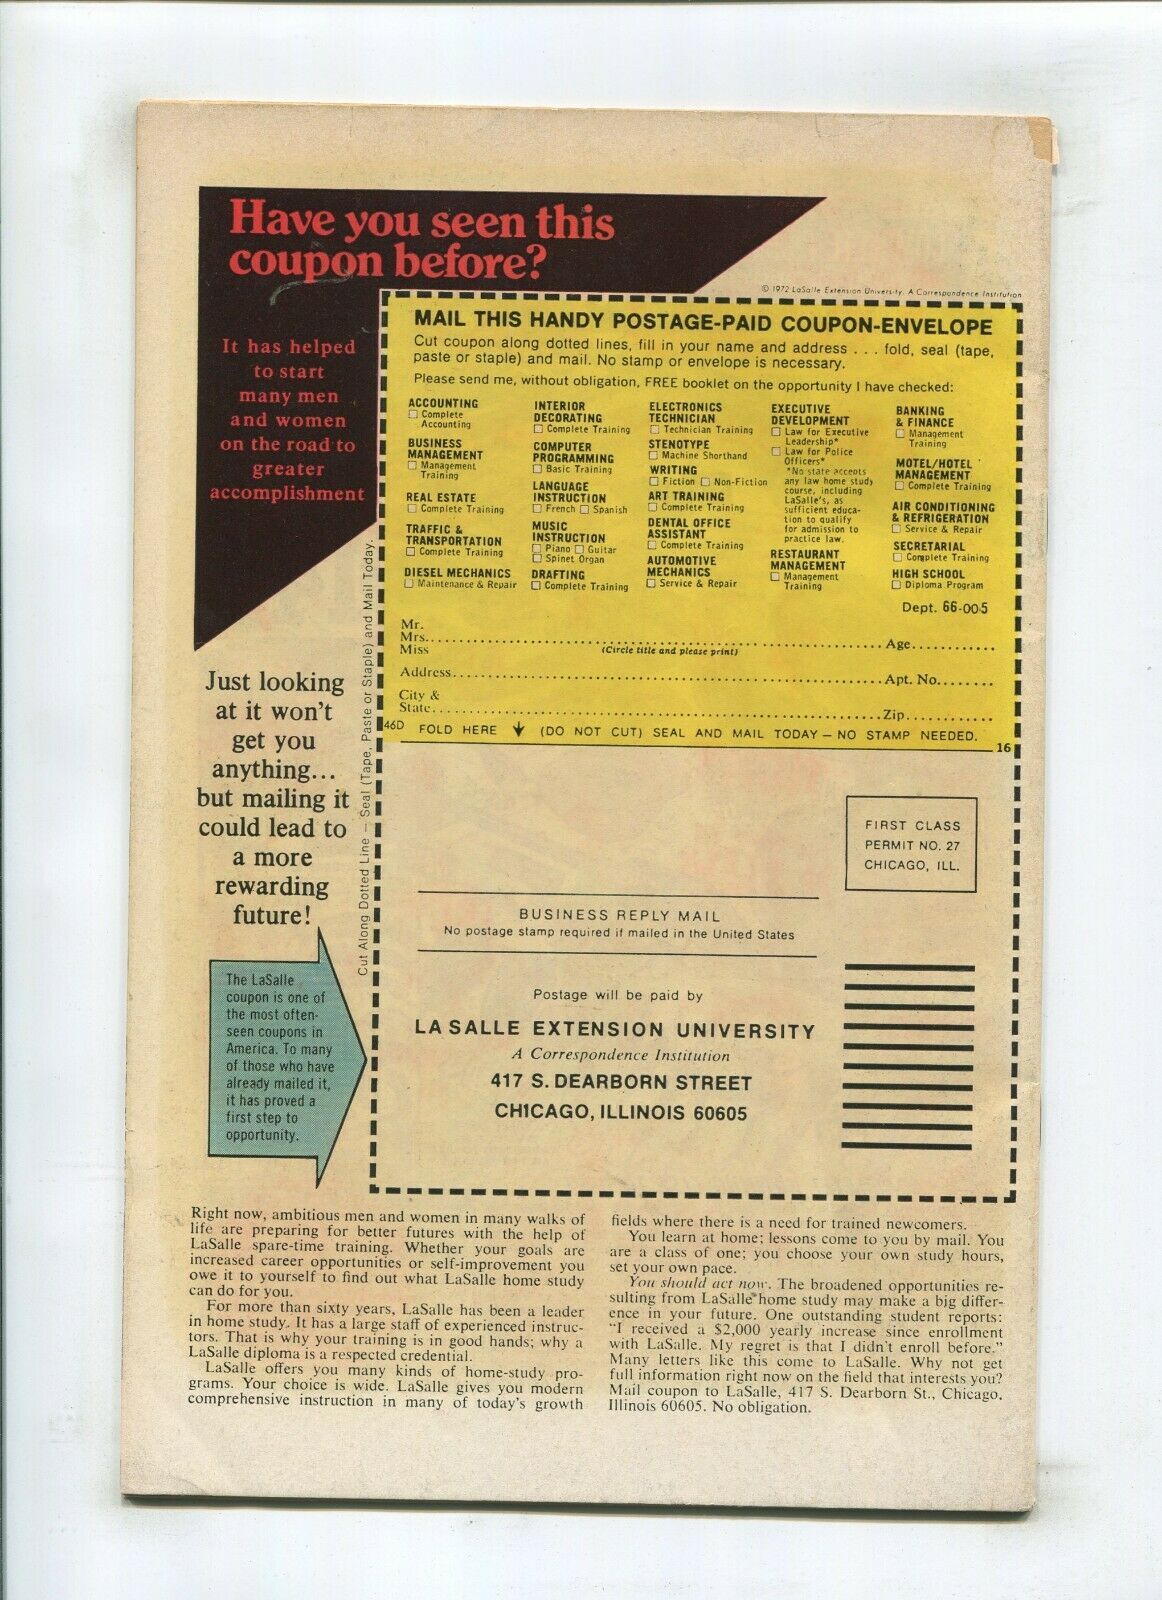 Have you seen this
coupon before?
© 1972 LaSalle Extension University. A Correspondence Institution
It has helped
to start
many men
and women
on the road to
greater
accomplishment
MAIL THIS HANDY POSTAGE-PAID COUPON-ENVELOPE
Cut coupon along dotted lines, fill in your name and address . . . fold, seal (tape,
paste or staple) and mail. No stamp or envelope is necessary.
Please send me, without obligation, FREE booklet on the opportunity I have checked:
ACCOUNTING
☐ Complete
Accounting
BUSINESS
MANAGEMENT
☐ Management
Training
REAL ESTATE
☐ Complete Training
TRAFFIC &
TRANSPORTATION
☐ Complete Training
DIESEL MECHANICS
☐ Maintenance & Repair
INTERIOR
DECORATING
☐ Complete Training
COMPUTER
PROGRAMMING
☐ Basic Training
LANGUAGE
INSTRUCTION
☐ French ☐ Spanish
MUSIC
INSTRUCTION
☐ Piano ☐ Guitar
☐ Spinet Organ
DRAFTING
☐ Complete Training
ELECTRONICS
TECHNICIAN
☐ Technician Training
STENOTYPE
☐ Machine Shorthand
WRITING
☐ Fiction ☐ Non-Fiction
ART TRAINING
☐ Complete Training
DENTAL OFFICE
ASSISTANT
☐ Complete Training
AUTOMOTIVE
MECHANICS
☐ Service & Repair
EXECUTIVE
DEVELOPMENT
☐ Law for Executive
Leadership*
☐ Law for Police
Officers*
*No state accepts
any law home study
course, including
LaSalle's, as
sufficient educa-
tion to qualify
for admission to
practice law.
RESTAURANT
MANAGEMENT
☐ Management
Training
BANKING
& FINANCE
☐ Management
Training
MOTEL/HOTEL
MANAGEMENT
☐ Complete Training
AIR CONDITIONING
& REFRIGERATION
☐ Service & Repair
SECRETARIAL
☐ Complete Training
HIGH SCHOOL
☐ Diploma Program
Dept. 66-005
Mr.
Mrs. Age
Miss (Circle title and please print)
Address Apt. No.
City &
State Zip
46D FOLD HERE ↓ (DO NOT CUT) SEAL AND MAIL TODAY — NO STAMP NEEDED.
16
Cut Along Dotted Line — Seal (Tape, Paste or Staple) and Mail Today.
Just looking
at it won't
get you
anything...
but mailing it
could lead to
a more
rewarding
future!
FIRST CLASS
PERMIT NO. 27
CHICAGO, ILL.
BUSINESS REPLY MAIL
No postage stamp required if mailed in the United States
Postage will be paid by
LA SALLE EXTENSION UNIVERSITY
A Correspondence Institution
417 S. DEARBORN STREET
CHICAGO, ILLINOIS 60605
The LaSalle
coupon is one of
the most often-
seen coupons in
America. To many
of those who have
already mailed it,
it has proved a
first step to
opportunity.
Right now, ambitious men and women in many walks of
life are preparing for better futures with the help of
LaSalle spare-time training. Whether your goals are
increased career opportunities or self-improvement you
owe it to yourself to find out what LaSalle home study
can do for you.
For more than sixty years, LaSalle has been a leader
in home study. It has a large staff of experienced instruc-
tors. That is why your training is in good hands; why a
LaSalle diploma is a respected credential.
LaSalle offers you many kinds of home-study pro-
grams. Your choice is wide. LaSalle gives you modern
comprehensive instruction in many of today's growth
fields where there is a need for trained newcomers.
You learn at home; lessons come to you by mail. You
are a class of one; you choose your own study hours,
set your own pace.
You should act now. The broadened opportunities re-
sulting from LaSalle home study may make a big differ-
ence in your future. One outstanding student reports:
"I received a $2,000 yearly increase since enrollment
with LaSalle. My regret is that I didn't enroll before."
Many letters like this come to LaSalle. Why not get
full information right now on the field that interests you?
Mail coupon to LaSalle, 417 S. Dearborn St., Chicago,
Illinois 60605. No obligation.